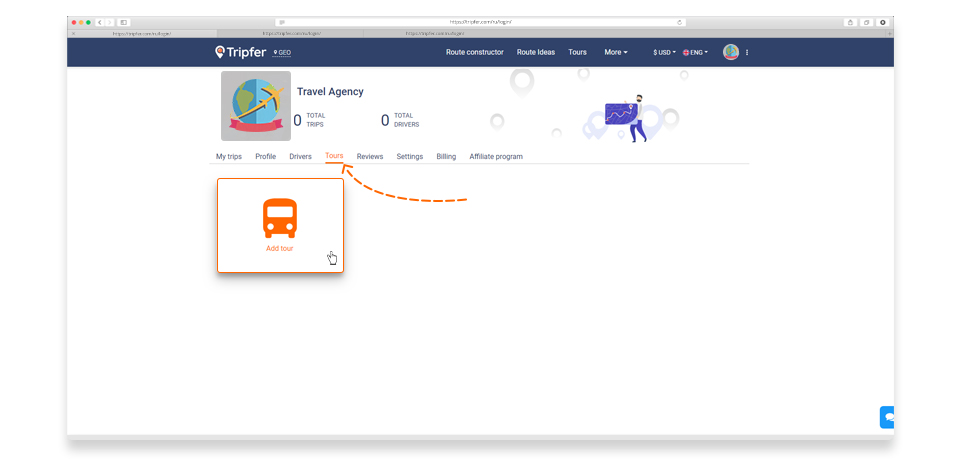 https://tripfer.com/ru/login/
https://tripfer.com/ru/login/ https://tripfer.com/ru/login/ https://tripfer.com/ru/login/
Tripfer GEO Route constructor Route Ideas Tours More $ USD ENG
Travel Agency
0 TOTAL TRIPS 0 TOTAL DRIVERS
My trips Profile Drivers Tours Reviews Settings Billing Affiliate program
Add tour